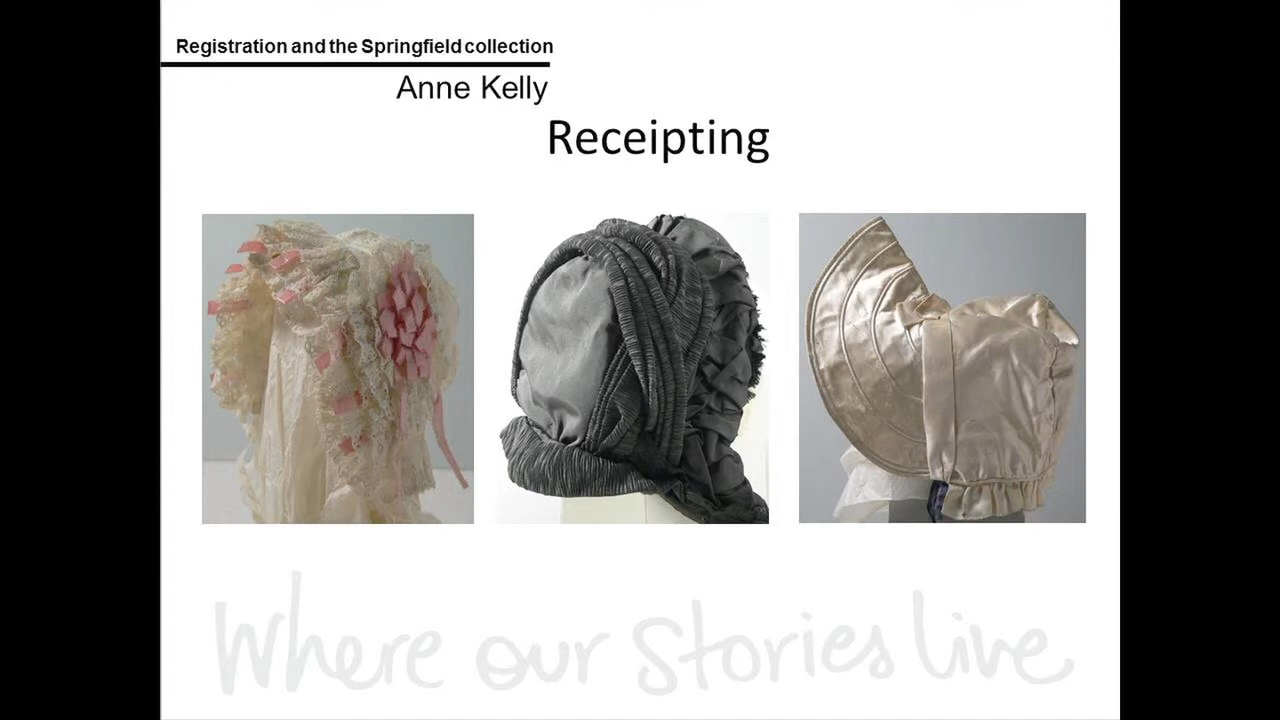 Registration and the Springfield collection
Anne Kelly
Receipting
Where our stories live